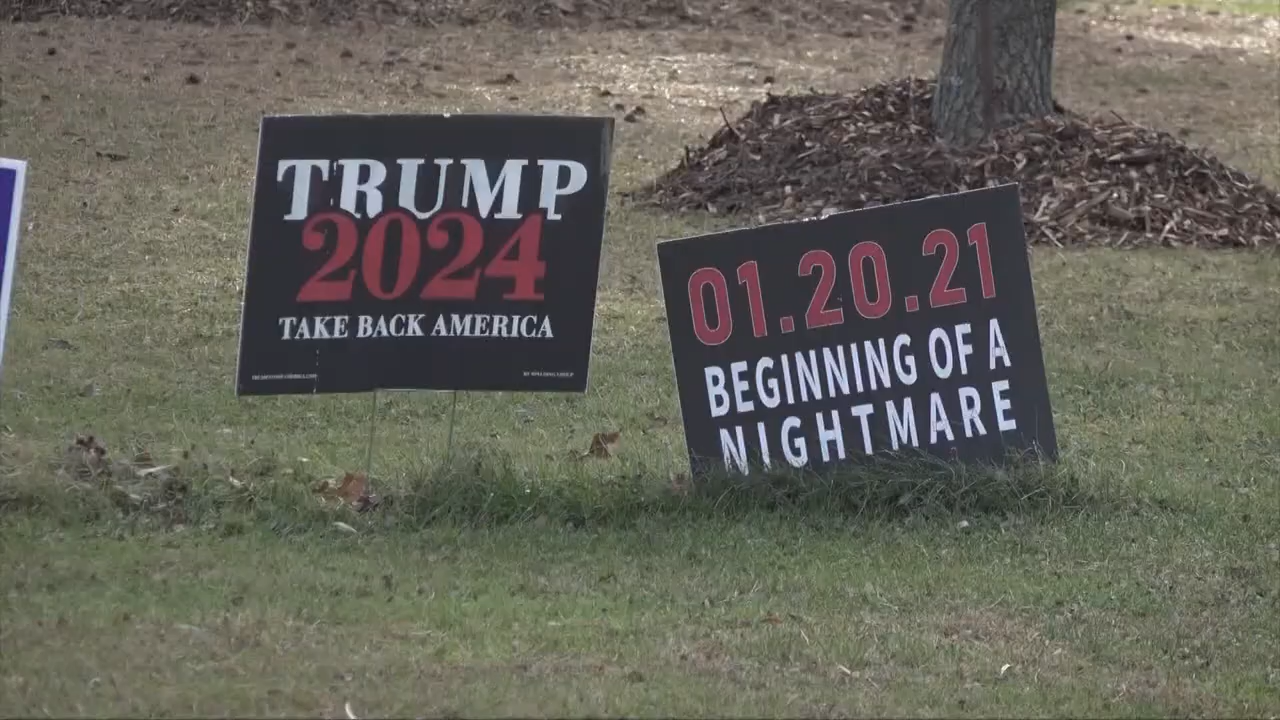 TRUMP
2024
TAKE BACK AMERICA
01.20.21
BEGINNING OF A
NIGHTMARE